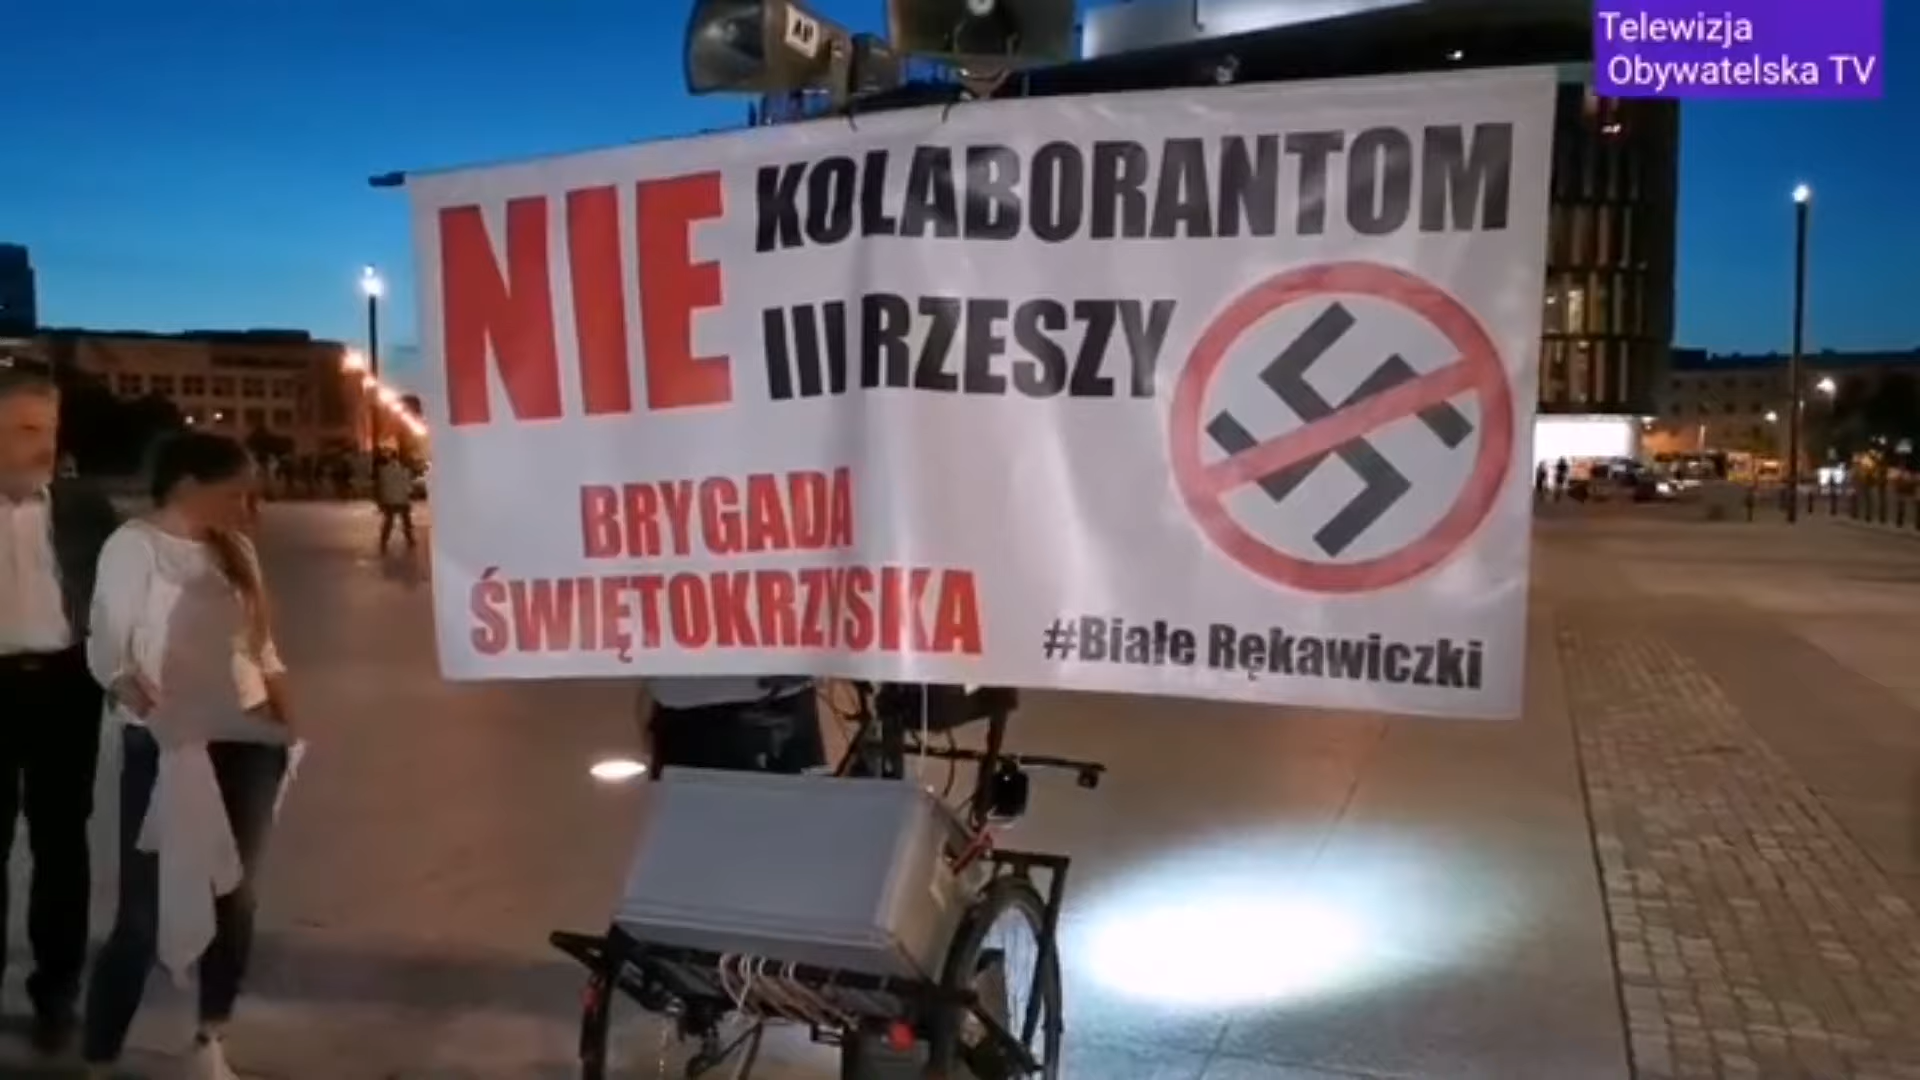 Telewizja
Obywatelska TV
NIE KOLABORANTOM
III RZESZY
BRYGADA
ŚWIĘTOKRZYSKA
#Białe Rękawiczki